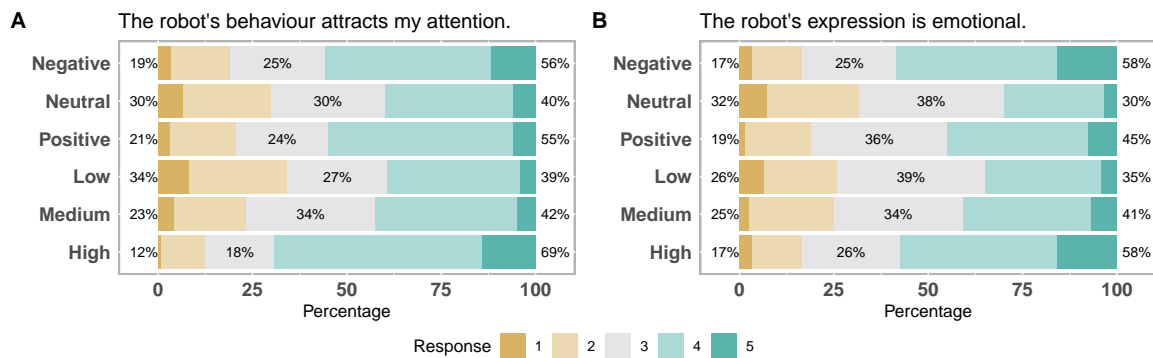 A The robot's behaviour attracts my attention.
Negative 19% 25% 56%
Neutral 30% 30% 40%
Positive 21% 24% 55%
Low 34% 27% 39%
Medium 23% 34% 42%
High 12% 18% 69%
0 25 50 75 100
Percentage
B The robot's expression is emotional.
Negative 17% 25% 58%
Neutral 32% 38% 30%
Positive 19% 36% 45%
Low 26% 39% 35%
Medium 25% 34% 41%
High 17% 26% 58%
0 25 50 75 100
Percentage
Response 1 2 3 4 5